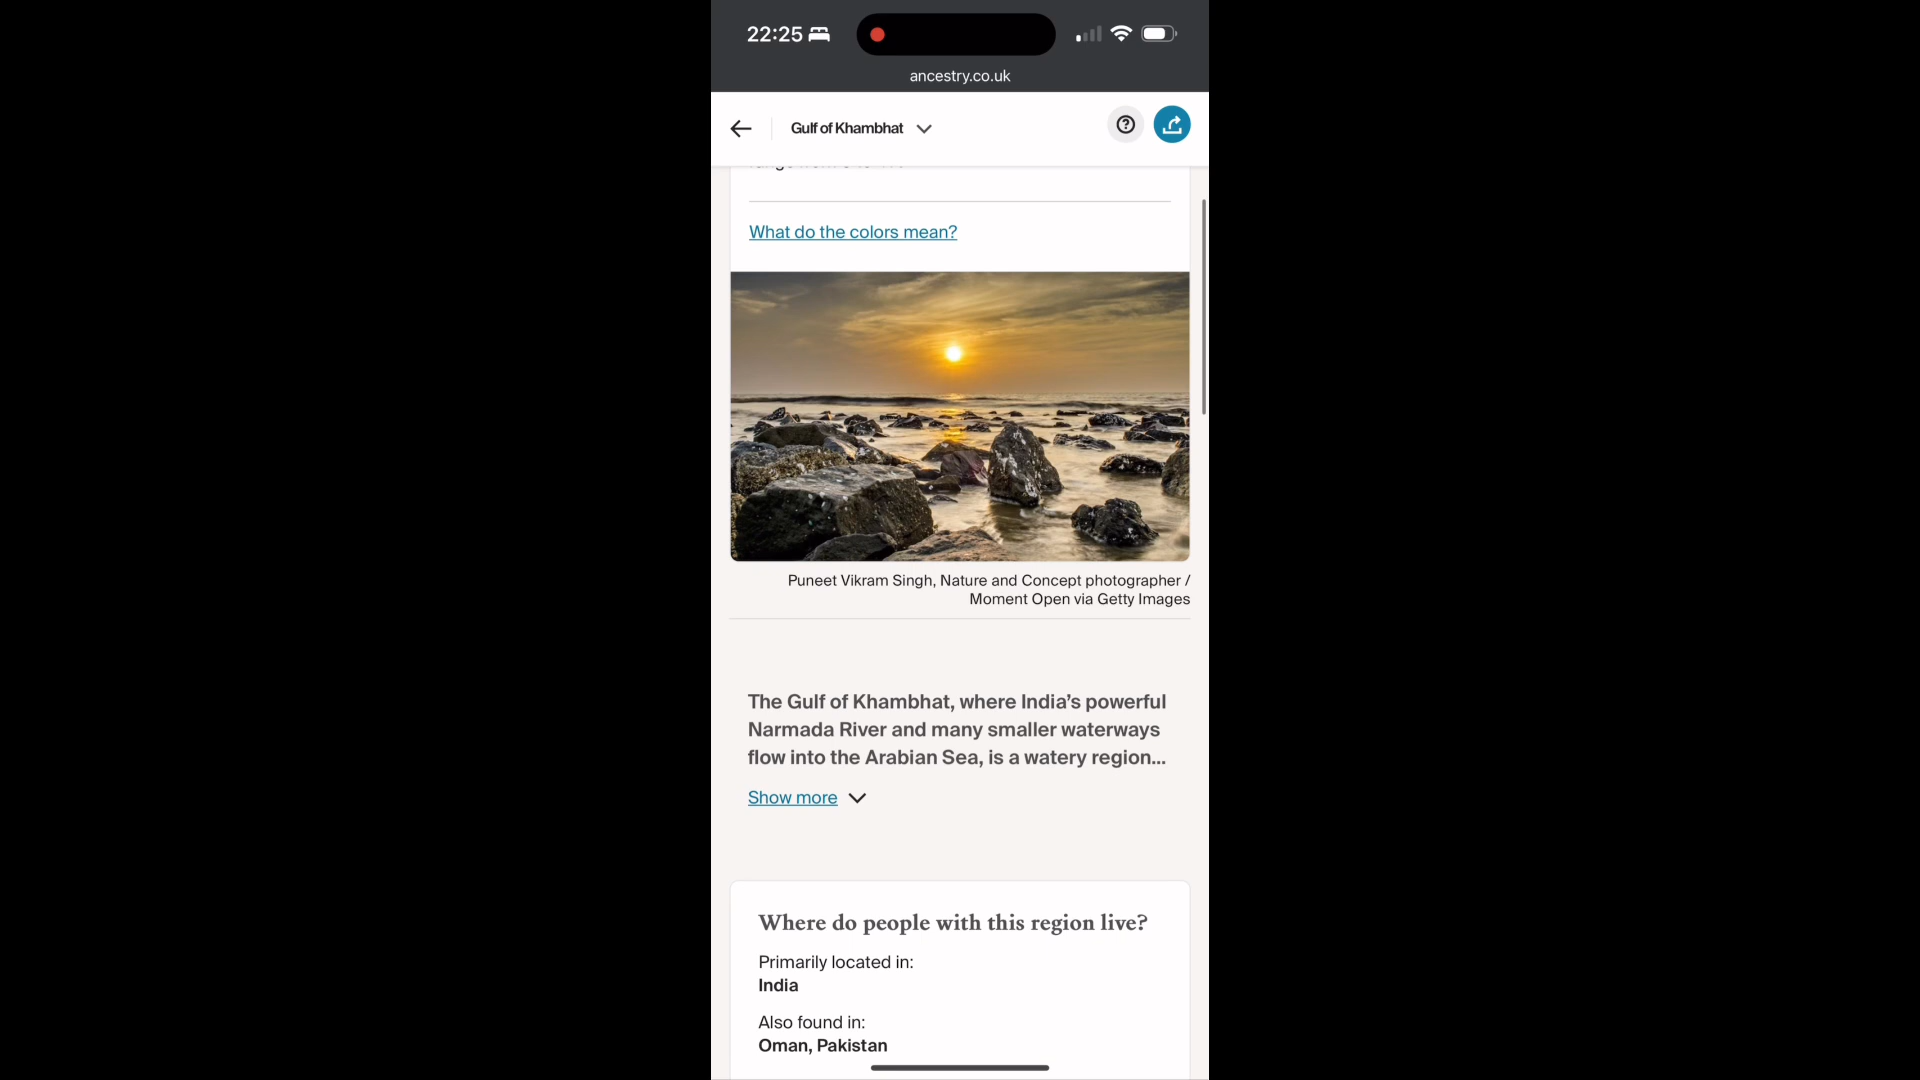 22:25
ancestry.co.uk
Gulf of Khambhat
What do the colors mean?
Puneet Vikram Singh, Nature and Concept photographer /
Moment Open via Getty Images
The Gulf of Khambhat, where India’s powerful
Narmada River and many smaller waterways
flow into the Arabian Sea, is a watery region...
Show more
Where do people with this region live?
Primarily located in:
India
Also found in:
Oman, Pakistan